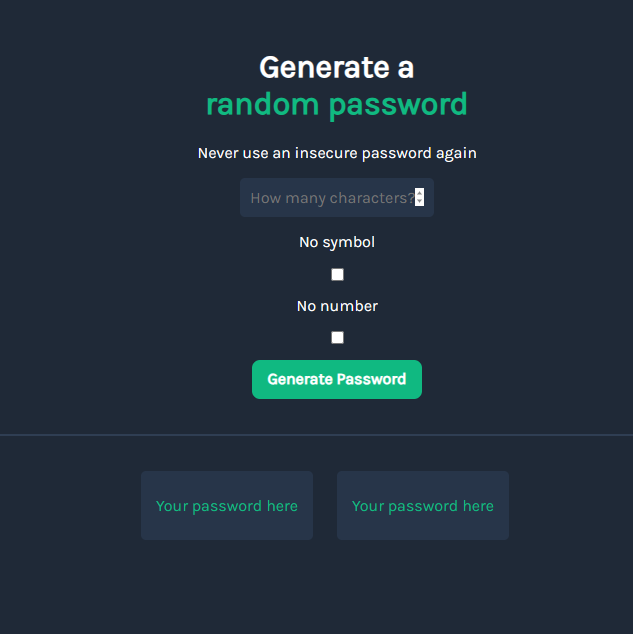 Generate a
random password
Never use an insecure password again
How many characters?
No symbol
No number
Generate Password
Your password here
Your password here